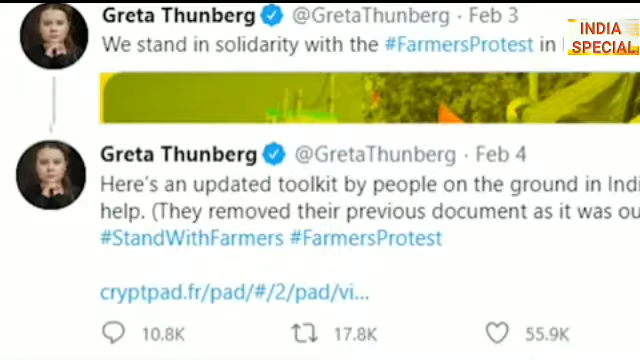 Greta Thunberg @GretaThunberg · Feb 3
We stand in solidarity with the #FarmersProtest in
INDIA
SPECIAL
Greta Thunberg @GretaThunberg · Feb 4
Here's an updated toolkit by people on the ground in Indi
help. (They removed their previous document as it was ou
#StandWithFarmers #FarmersProtest
cryptpad.fr/pad/#/2/pad/vi...
10.8K 17.8K 55.9K